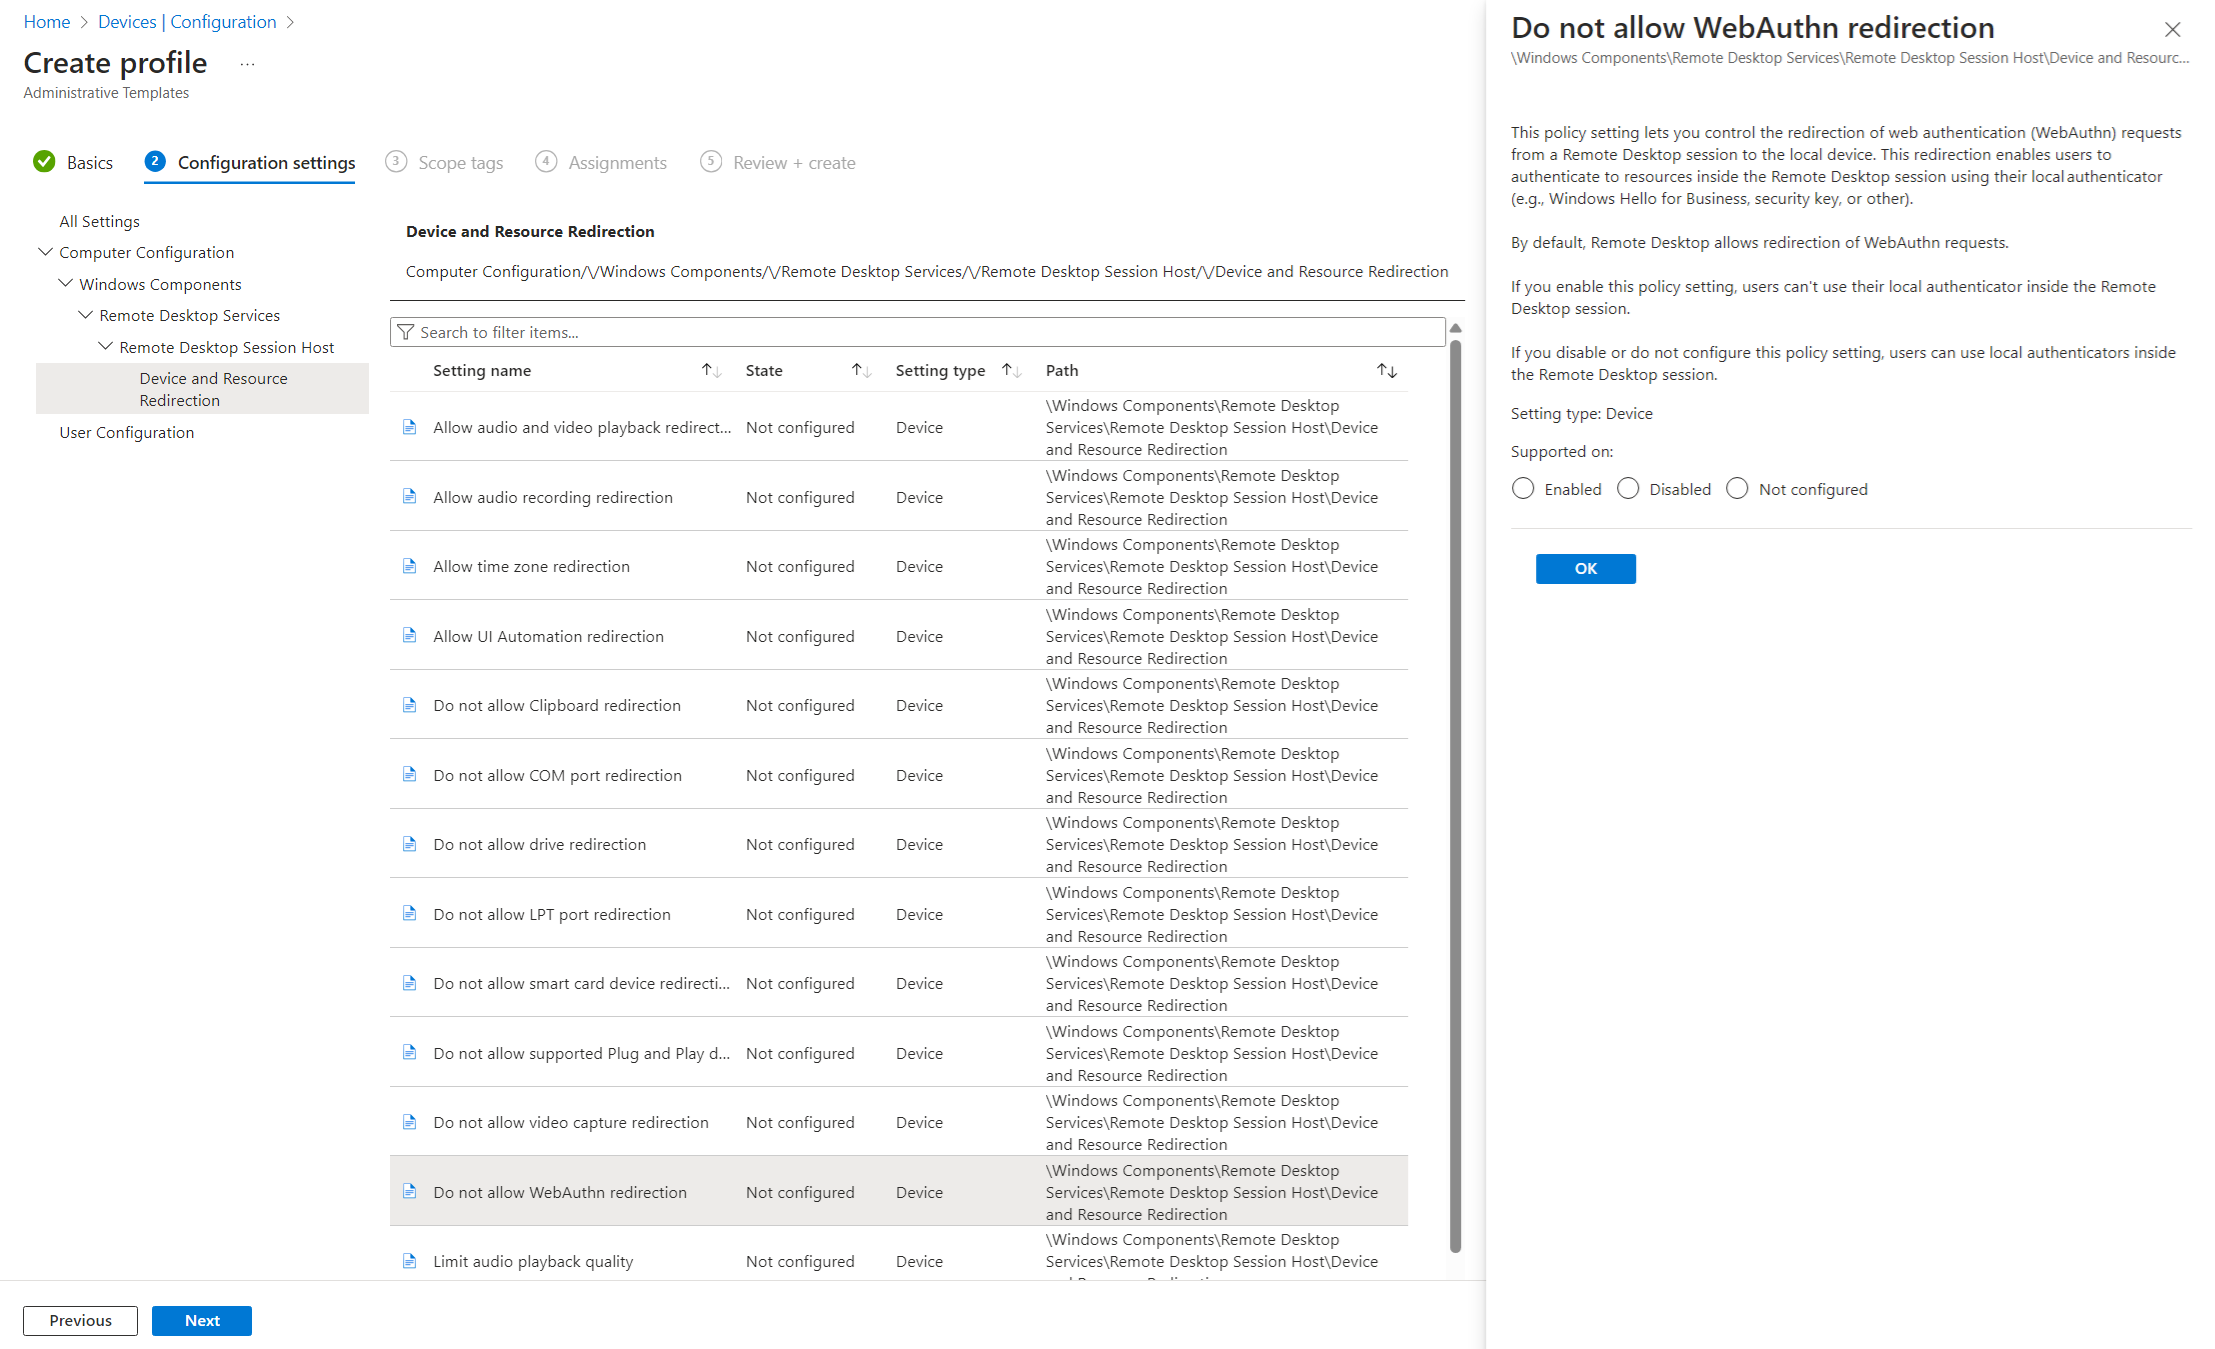 Home > Devices | Configuration >
Create profile ...
Administrative Templates
Basics
2 Configuration settings
3 Scope tags
4 Assignments
5 Review + create
All Settings
Computer Configuration
Windows Components
Remote Desktop Services
Remote Desktop Session Host
Device and Resource
Redirection
User Configuration
Device and Resource Redirection
Computer Configuration/\/Windows Components/\/Remote Desktop Services/\/Remote Desktop Session Host/\/Device and Resource Redirection
Search to filter items...
Setting name State Setting type Path
Allow audio and video playback redirect... Not configured Device
\Windows Components\Remote Desktop
Services\Remote Desktop Session Host\Device
and Resource Redirection
Allow audio recording redirection Not configured Device
\Windows Components\Remote Desktop
Services\Remote Desktop Session Host\Device
and Resource Redirection
Allow time zone redirection Not configured Device
\Windows Components\Remote Desktop
Services\Remote Desktop Session Host\Device
and Resource Redirection
Allow UI Automation redirection Not configured Device
\Windows Components\Remote Desktop
Services\Remote Desktop Session Host\Device
and Resource Redirection
Do not allow Clipboard redirection Not configured Device
\Windows Components\Remote Desktop
Services\Remote Desktop Session Host\Device
and Resource Redirection
Do not allow COM port redirection Not configured Device
\Windows Components\Remote Desktop
Services\Remote Desktop Session Host\Device
and Resource Redirection
Do not allow drive redirection Not configured Device
\Windows Components\Remote Desktop
Services\Remote Desktop Session Host\Device
and Resource Redirection
Do not allow LPT port redirection Not configured Device
\Windows Components\Remote Desktop
Services\Remote Desktop Session Host\Device
and Resource Redirection
Do not allow smart card device redirecti... Not configured Device
\Windows Components\Remote Desktop
Services\Remote Desktop Session Host\Device
and Resource Redirection
Do not allow supported Plug and Play d... Not configured Device
\Windows Components\Remote Desktop
Services\Remote Desktop Session Host\Device
and Resource Redirection
Do not allow video capture redirection Not configured Device
\Windows Components\Remote Desktop
Services\Remote Desktop Session Host\Device
and Resource Redirection
Do not allow WebAuthn redirection Not configured Device
\Windows Components\Remote Desktop
Services\Remote Desktop Session Host\Device
and Resource Redirection
Limit audio playback quality Not configured Device
\Windows Components\Remote Desktop
Services\Remote Desktop Session Host\Device
Previous
Next
Do not allow WebAuthn redirection
\Windows Components\Remote Desktop Services\Remote Desktop Session Host\Device and Resourc...
This policy setting lets you control the redirection of web authentication (WebAuthn) requests
from a Remote Desktop session to the local device. This redirection enables users to
authenticate to resources inside the Remote Desktop session using their local authenticator
(e.g., Windows Hello for Business, security key, or other).
By default, Remote Desktop allows redirection of WebAuthn requests.
If you enable this policy setting, users can't use their local authenticator inside the Remote
Desktop session.
If you disable or do not configure this policy setting, users can use local authenticators inside
the Remote Desktop session.
Setting type: Device
Supported on:
Enabled Disabled Not configured
OK